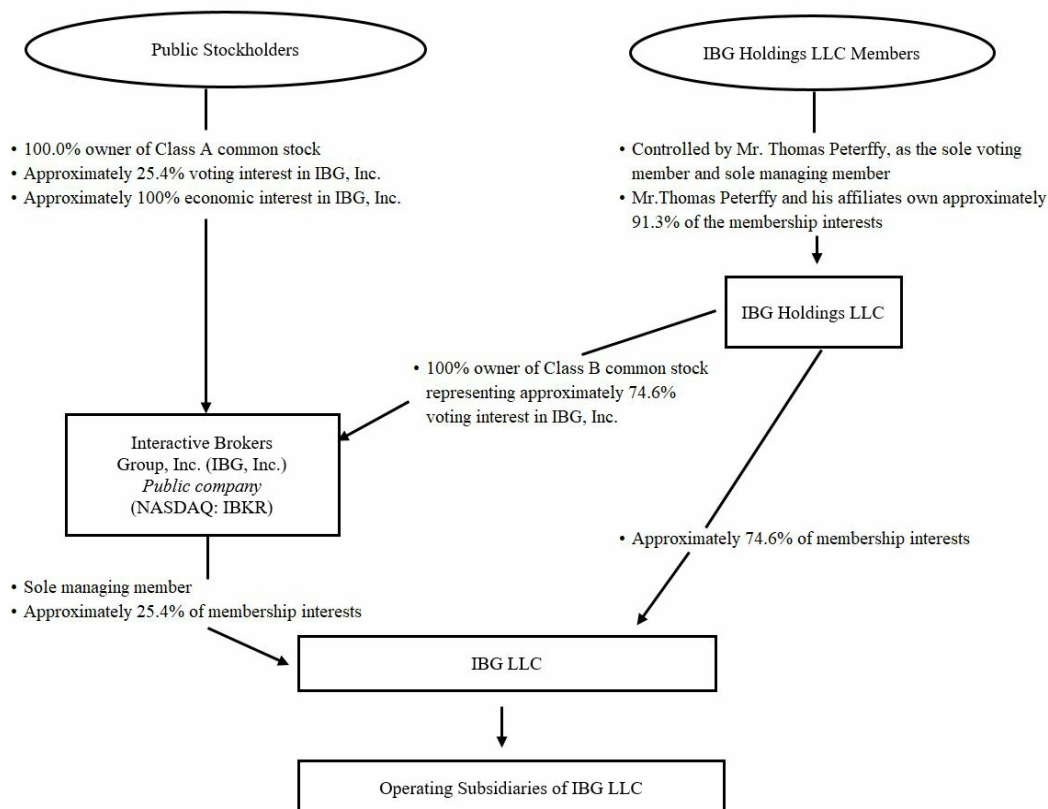 Public Stockholders
IBG Holdings LLC Members
• 100.0% owner of Class A common stock
• Approximately 25.4% voting interest in IBG, Inc.
• Approximately 100% economic interest in IBG, Inc.
• Controlled by Mr. Thomas Peterffy, as the sole voting
member and sole managing member
• Mr.Thomas Peterffy and his affiliates own approximately
91.3% of the membership interests
IBG Holdings LLC
• 100% owner of Class B common stock
representing approximately 74.6%
voting interest in IBG, Inc.
Interactive Brokers
Group, Inc. (IBG, Inc.)
Public company
(NASDAQ: IBKR)
• Approximately 74.6% of membership interests
• Sole managing member
• Approximately 25.4% of membership interests
IBG LLC
Operating Subsidiaries of IBG LLC